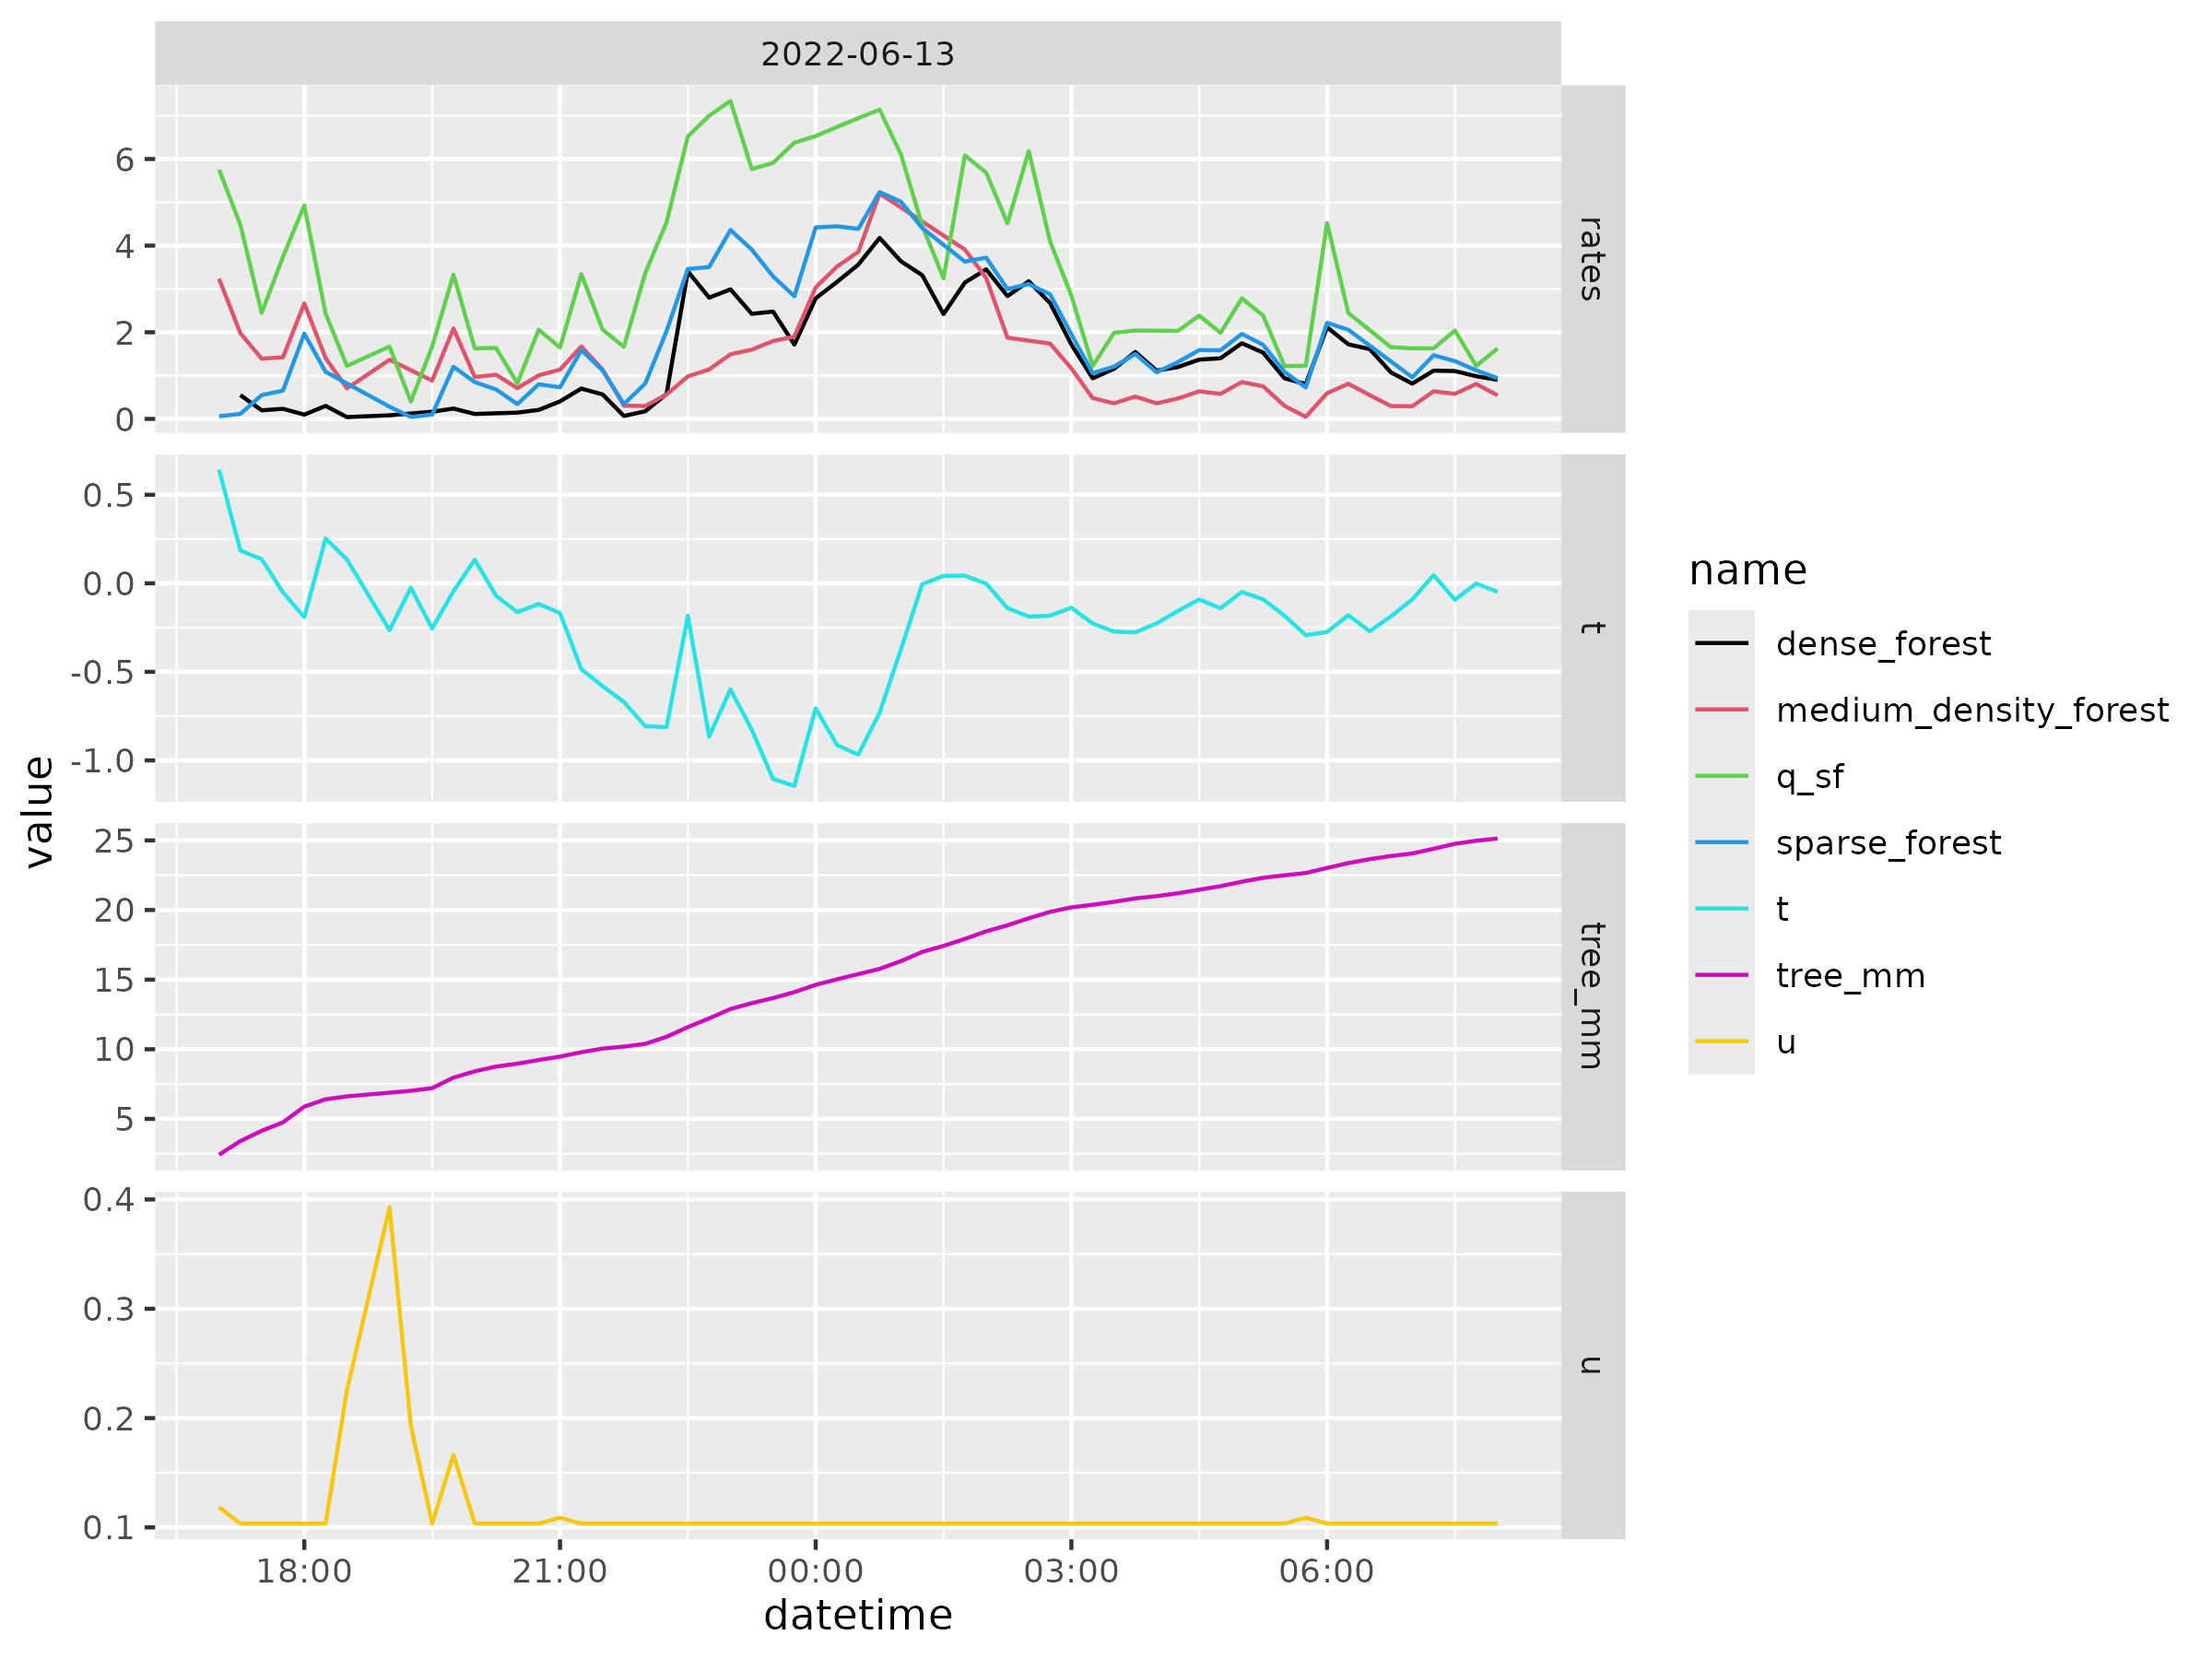 2022-06-13
6
4
2
0
rates
0.5
0.0
-0.5
-1.0
t
25
20
15
10
5
tree_mm
0.4
0.3
0.2
0.1
u
18:00 21:00 00:00 03:00 06:00
datetime
value
name
dense_forest
medium_density_forest
q_sf
sparse_forest
t
tree_mm
u